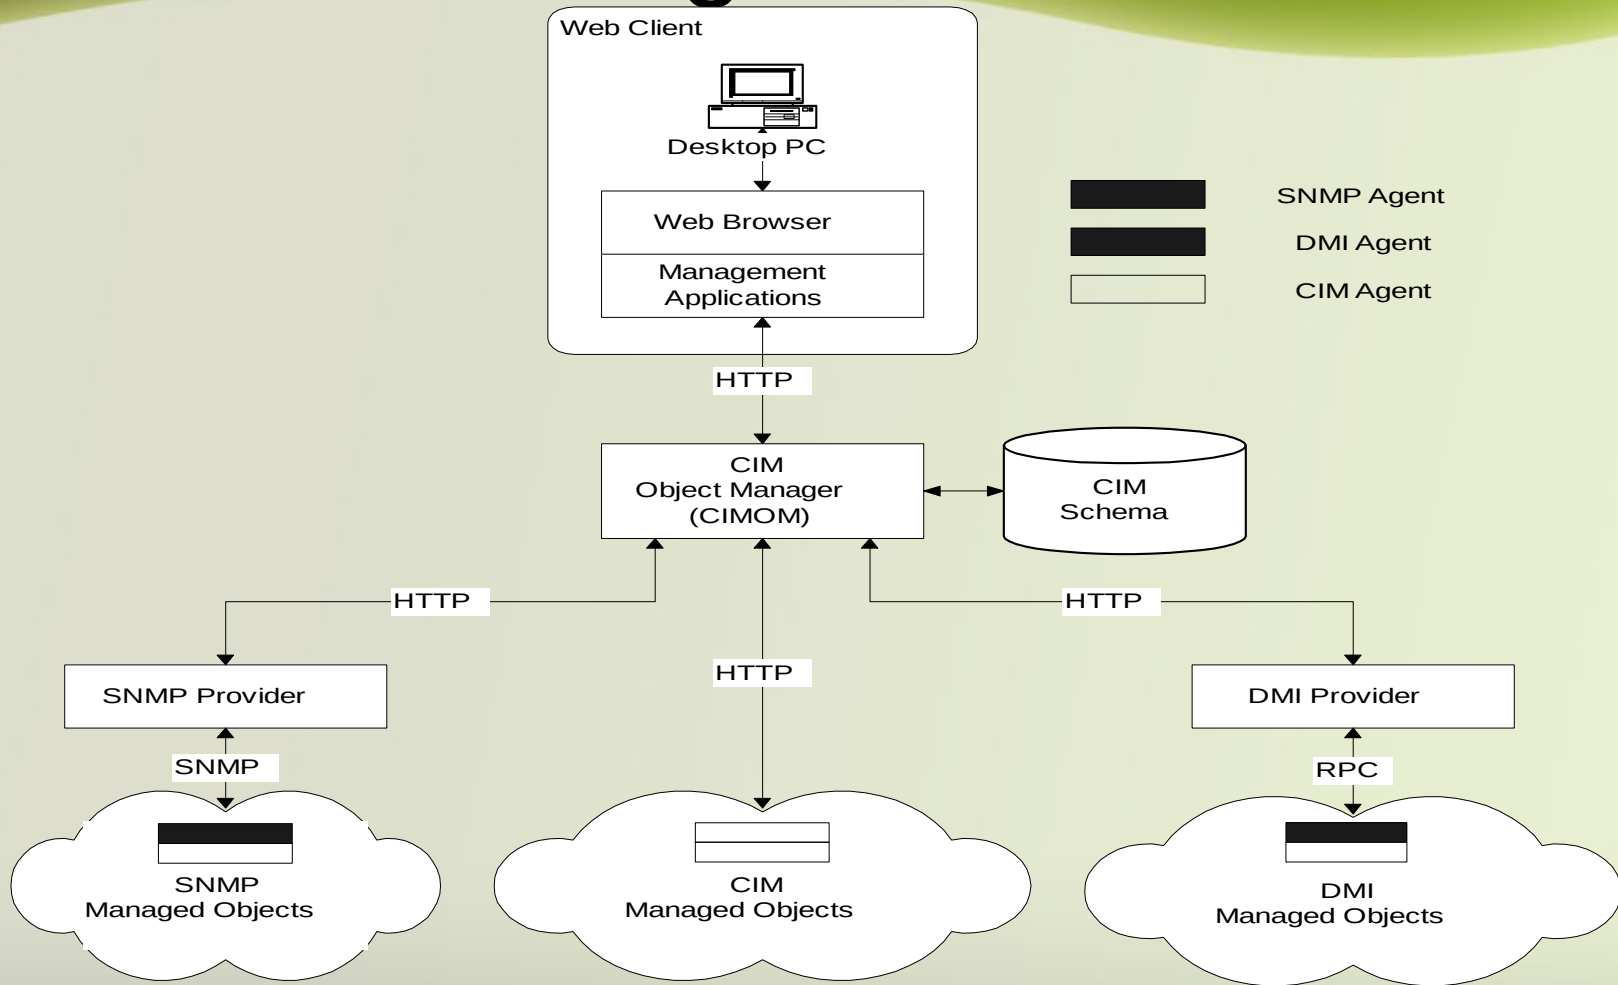 Web Client
Desktop PC
Web Browser
Management
Applications
SNMP Agent
DMI Agent
CIM Agent
HTTP
CIM
Object Manager
(CIMOM)
CIM
Schema
HTTP
HTTP
HTTP
SNMP Provider
DMI Provider
SNMP
RPC
SNMP
Managed Objects
CIM
Managed Objects
DMI
Managed Objects